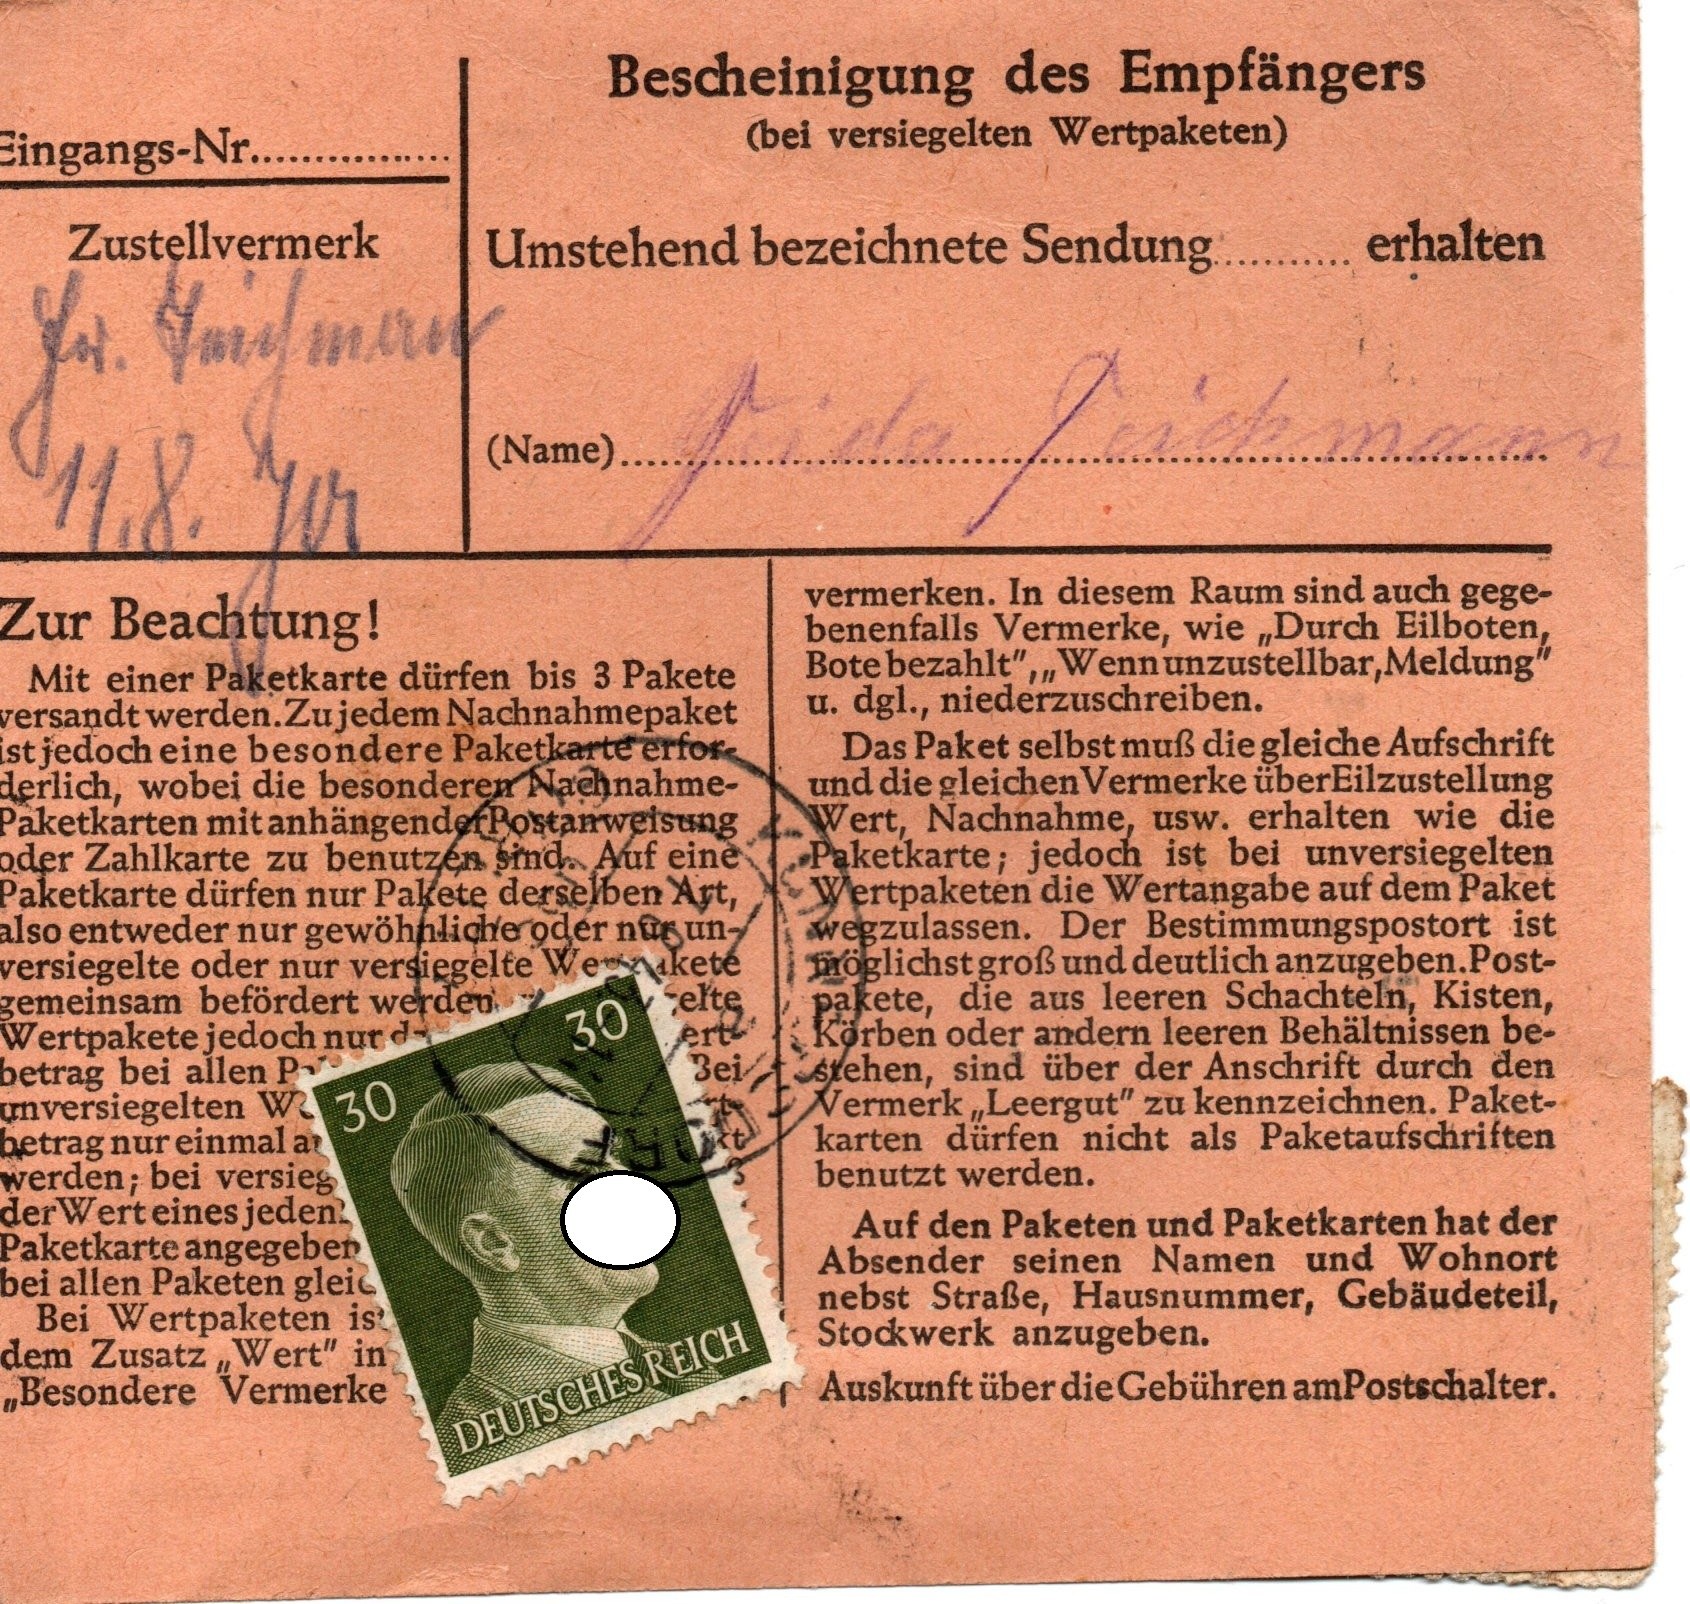 Eingangs-Nr.
Zustellvermerk
11.8.
Bescheinigung des Empfängers
(bei versiegelten Wertpaketen)
Umstehend bezeichnete Sendung........... erhalten
(Name) Teichmann
Zur Beachtung!
Mit einer Paketkarte dürfen bis 3 Pakete
versandt werden. Zu jedem Nachnahmepaket
ist jedoch eine besondere Paketkarte erfor-
derlich, wobei die besonderen Nachnahme-
Paketkarten mit anhängender Postanweisung
oder Zahlkarte zu benutzen sind. Auf eine
Paketkarte dürfen nur Pakete derselben Art,
also entweder nur gewöhnliche oder nur un-
versiegelte oder nur versiegelte
gemeinsam befördert werden
Wertpakete jedoch nur
betrag bei allen
unversiegelten
betrag nur einmal
werden; bei
der Wert eines jeden
Paketkarte
bei allen Paketen
Bei Wertpaketen
dem Zusatz „Wert" in
„Besondere Vermerke
30
30
DEUTSCHES REICH
vermerken. In diesem Raum sind auch gege-
benenfalls Vermerke, wie „Durch Eilboten,
Bote bezahlt", „Wenn unzustellbar, Meldung"
u. dgl., niederzuschreiben.
Das Paket selbst muß die gleiche Aufschrift
und die gleichen Vermerke über Eilzustellung
Wert, Nachnahme, usw. erhalten wie die
Paketkarte; jedoch ist bei unversiegelten
Wertpaketen die Wertangabe auf dem Paket
wegzulassen. Der Bestimmungspostort ist
möglichst groß und deutlich anzugeben. Post-
pakete, die aus leeren Schachteln, Kisten,
Körben oder andern leeren Behältnissen be-
stehen, sind über der Anschrift durch den
Vermerk „Leergut" zu kennzeichnen. Paket-
karten dürfen nicht als Paketaufschriften
benutzt werden.
Auf den Paketen und Paketkarten hat der
Absender seinen Namen und Wohnort
nebst Straße, Hausnummer, Gebäudeteil,
Stockwerk anzugeben.
Auskunft über die Gebühren am Postschalter.